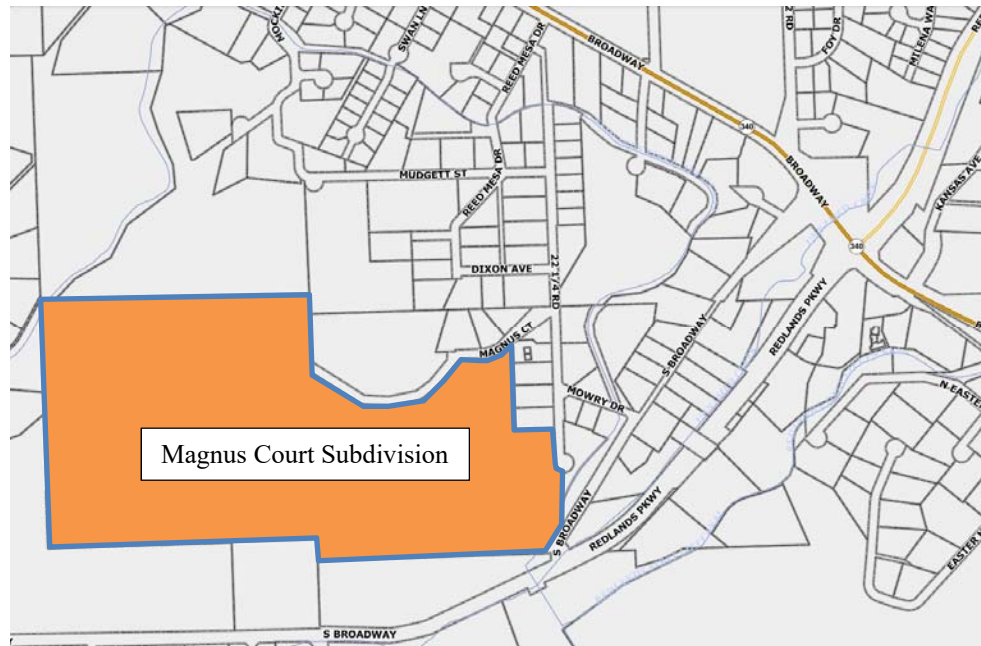 SWAN LN
REED MESA DR
BROADWAY
FOY DR
340
BROADWAY
KANSAS AVE
MUDGETT ST
REED MESA DR
DIXON AVE
22 1/4 RD
340
MAGNUS CT
S BROADWAY
REDLANDS PKWY
MOWRY DR
Magnus Court Subdivision
S BROADWAY
REDLANDS PKWY
S BROADWAY